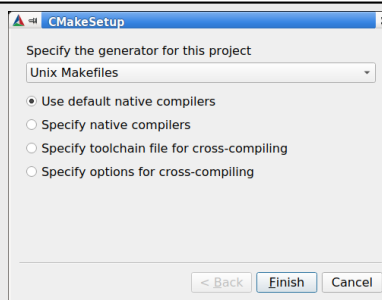 CMakeSetup
Specify the generator for this project
Unix Makefiles
Use default native compilers
Specify native compilers
Specify toolchain file for cross-compiling
Specify options for cross-compiling
< Back Finish Cancel